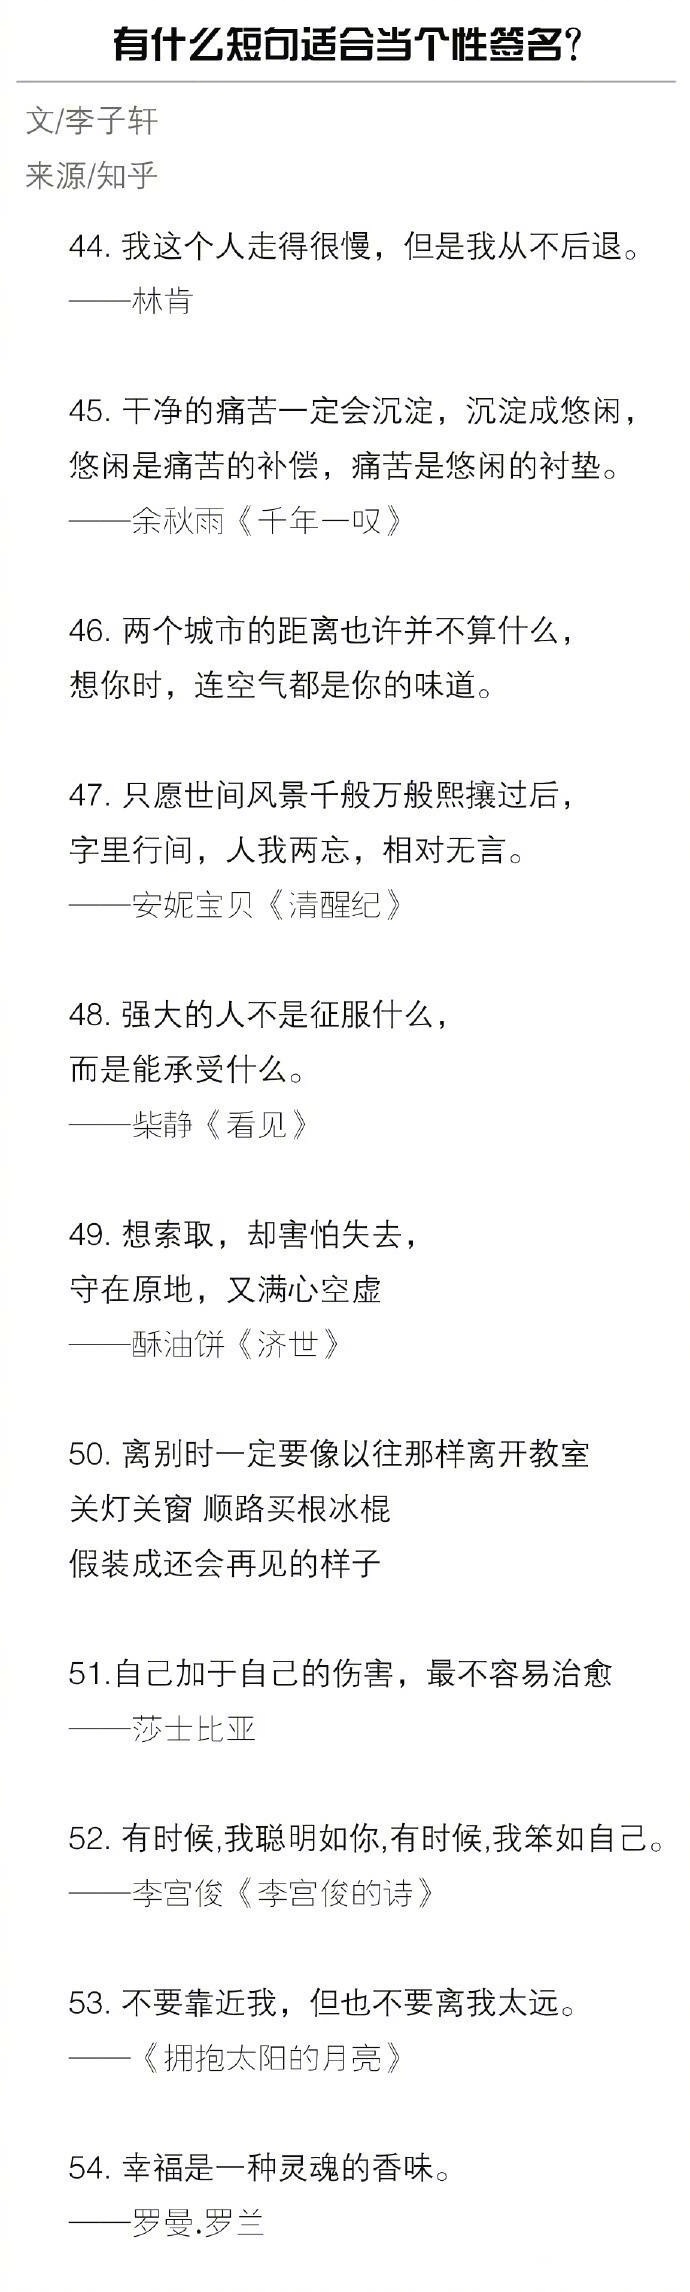 有什么短句适合当个性签名?
文/李子轩
来源/知乎
44. 我这个人走得很慢，但是我从不后退。
——林肯
45. 干净的痛苦一定会沉淀，沉淀成悠闲，
悠闲是痛苦的补偿，痛苦是悠闲的衬垫。
——余秋雨《千年一叹》
46. 两个城市的距离也许并不算什么，
想你时，连空气都是你的味道。
47. 只愿世间风景千般万般熙攘过后，
字里行间，人我两忘，相对无言。
——安妮宝贝《清醒纪》
48. 强大的人不是征服什么，
而是能承受什么。
——柴静《看见》
49. 想索取，却害怕失去，
守在原地，又满心空虚
——酥油饼《济世》
50. 离别时一定要像以往那样离开教室
关灯关窗 顺路买根冰棍
假装成还会再见的样子
51.自己加于自己的伤害，最不容易治愈
——莎士比亚
52. 有时候,我聪明如你,有时候,我笨如自己。
——李宫俊《李宫俊的诗》
53. 不要靠近我，但也不要离我太远。
——《拥抱太阳的月亮》
54. 幸福是一种灵魂的香味。
——罗曼.罗兰